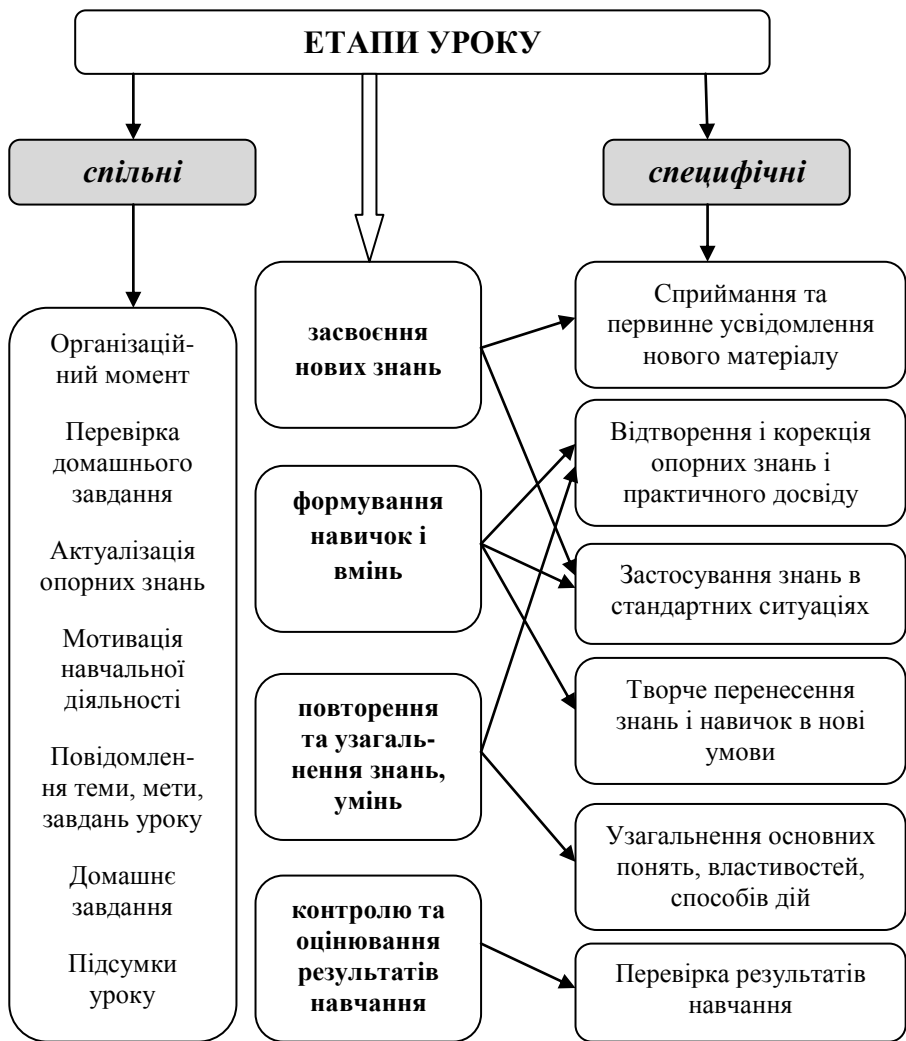 ЕТАПИ УРОКУ
спільні
специфічні
Організацій-
ний момент
Перевірка
домашнього
завдання
Актуалізація
опорних знань
Мотивація
навчальної
діяльності
Повідомлен-
ня теми, мети,
завдань уроку
Домашнє
завдання
Підсумки
уроку
засвоєння
нових знань
формування
навичок і
вмінь
повторення
та узагаль-
нення знань,
умінь
контролю та
оцінювання
результатів
навчання
Сприймання та
первинне усвідомлення
нового матеріалу
Відтворення і корекція
опорних знань і
практичного досвіду
Застосування знань в
стандартних ситуаціях
Творче перенесення
знань і навичок в нові
умови
Узагальнення основних
понять, властивостей,
способів дій
Перевірка результатів
навчання